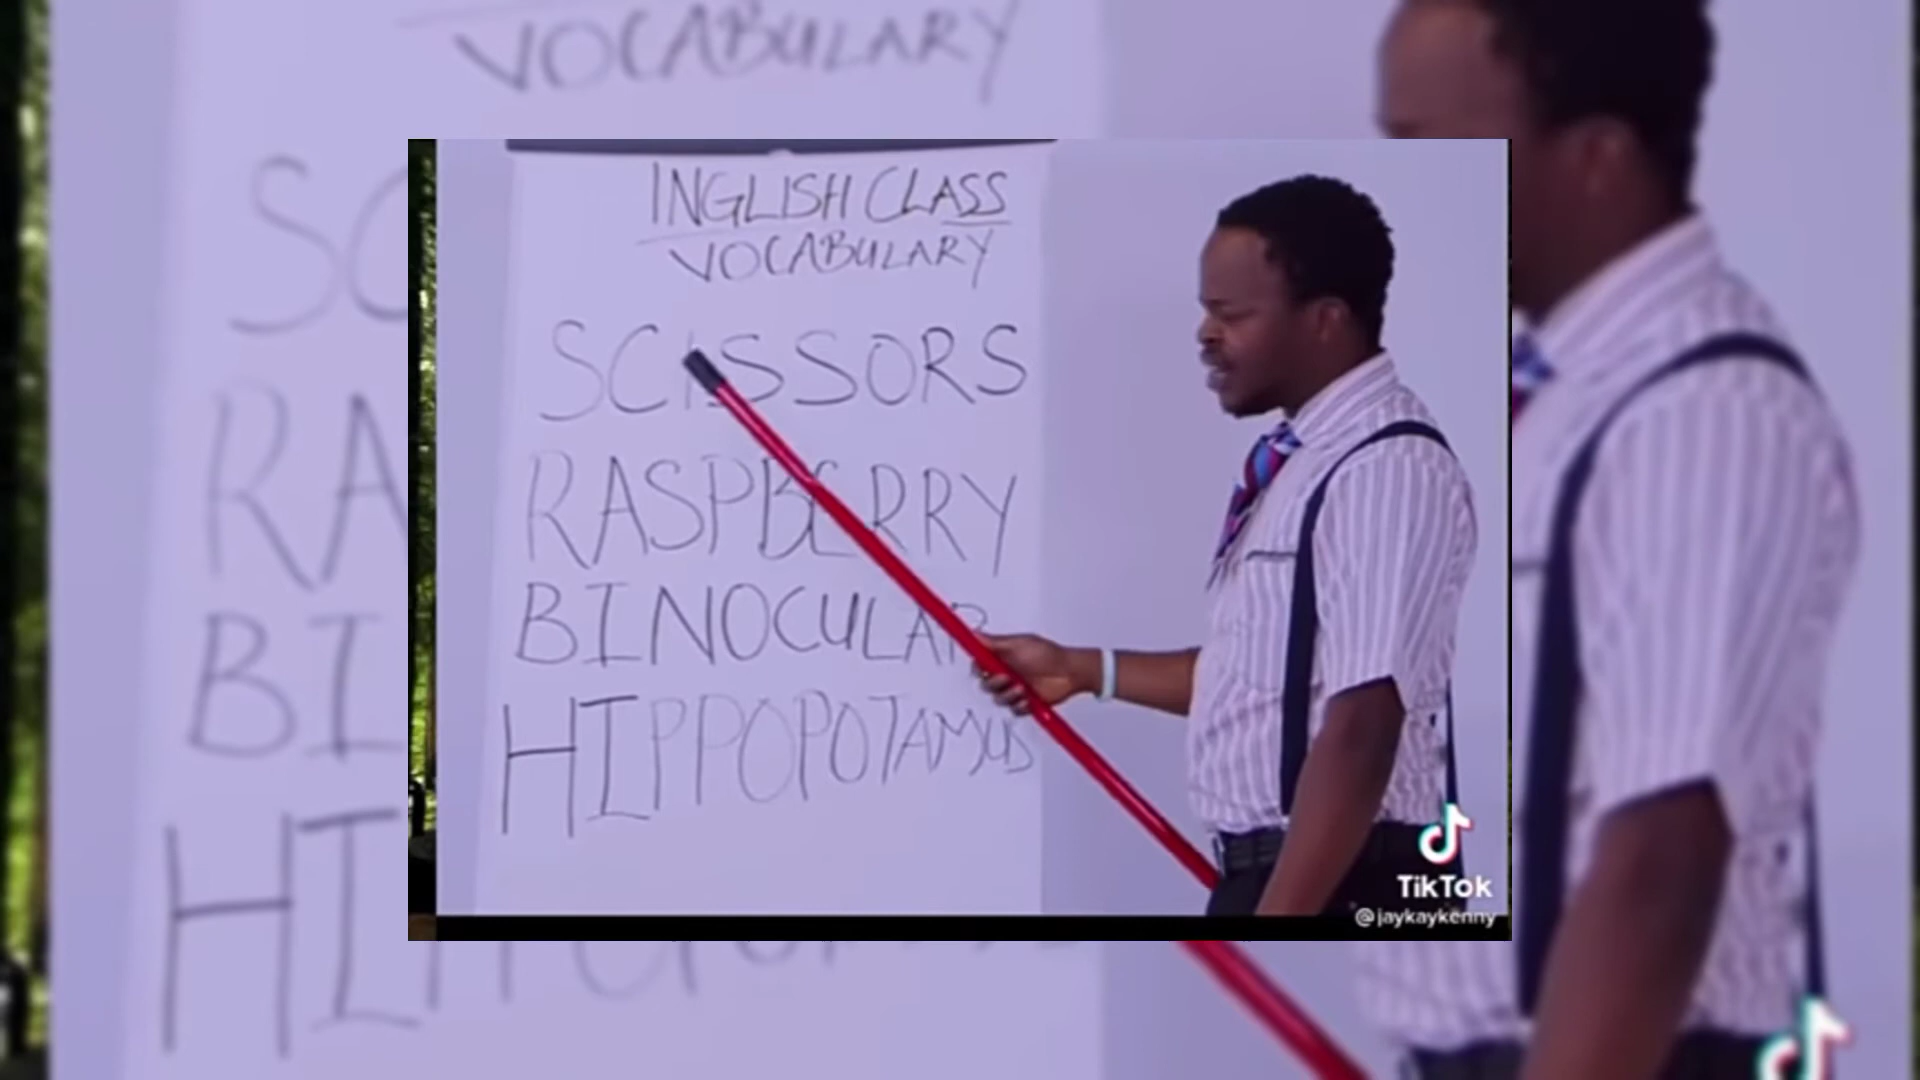 INGLISH CLASS
VOCABULARY
SCISSORS
RASPBERRY
BINOCULAR
HIPPOPOTAMUS
TikTok
@jaykaykenny